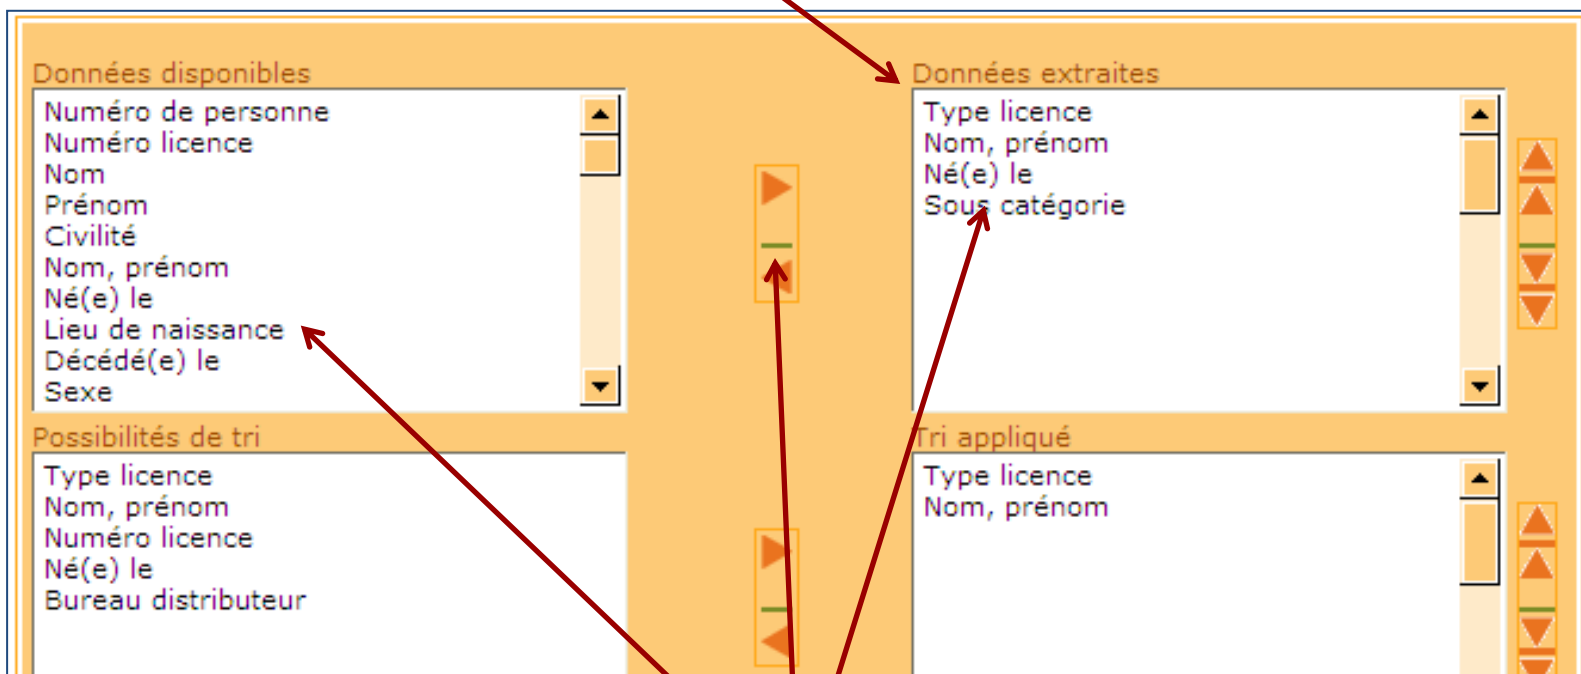 Données disponibles
Numéro de personne
Numéro licence
Nom
Prénom
Civilité
Nom, prénom
Né(e) le
Lieu de naissance
Décédé(e) le
Sexe
Données extraites
Type licence
Nom, prénom
Né(e) le
Sous catégorie
Possibilités de tri
Type licence
Nom, prénom
Numéro licence
Né(e) le
Bureau distributeur
Tri appliqué
Type licence
Nom, prénom